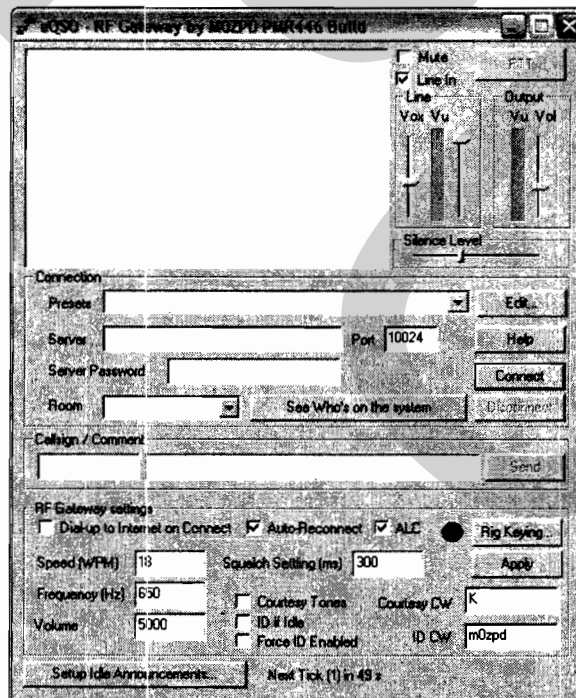 eQSO - RF Gateway by M0ZPD PMR446 Build
Mute
PTT
Line In
Line
Output
Vox Vu
Vu Vol
Silence Level
Connection
Presets
Edit...
Server
Port 10024
Help
Server Password
Connect
Room
See Who's on the system
Disconnect
Callsign / Comment
Send
RF Gateway settings
Dial-up to Internet on Connect
Auto-Reconnect
ALC
Rig Keying...
Speed (WPM) 18
Squelch Setting (ms) 300
Apply
Frequency (Hz) 650
Courtesy Tones
Courtesy CW K
Volume 5000
ID if Idle
Force ID Enabled
ID CW m0zpd
Setup Idle Announcements...
Next Tick (1) in 49 s